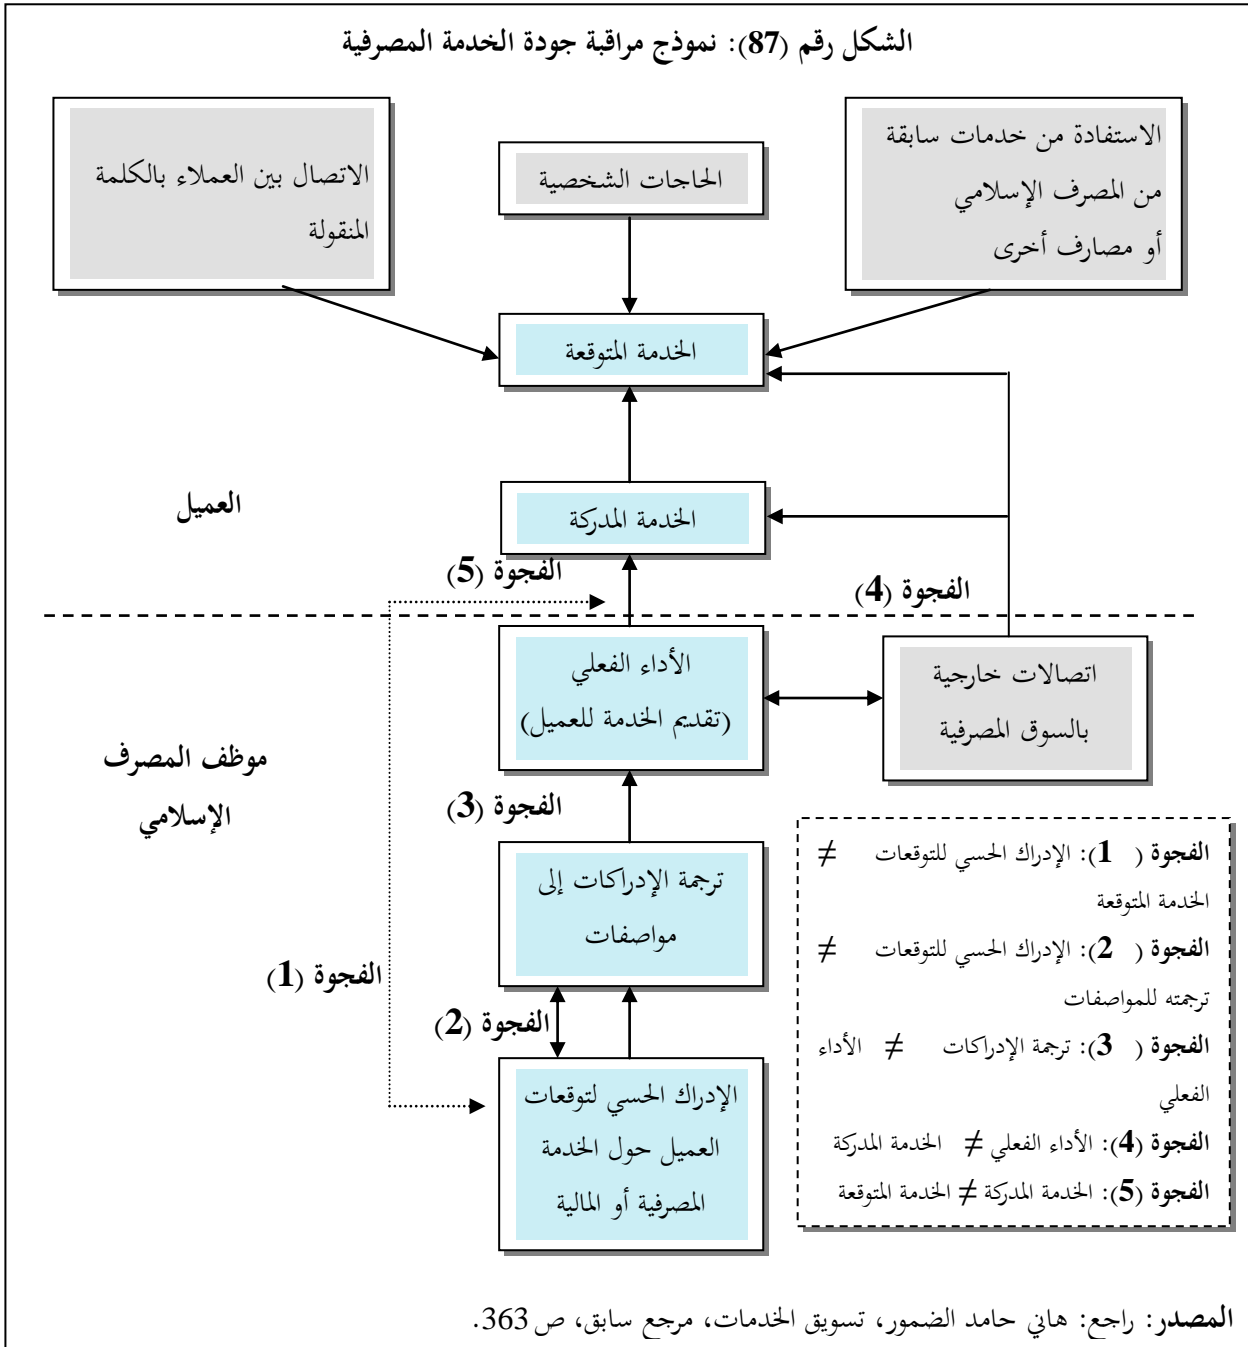 الشكل رقم (87): نموذج مراقبة جودة الخدمة المصرفية
الاستفادة من خدمات سابقة
من المصرف الإسلامي
أو مصارف أخرى
الحاجات الشخصية
الاتصال بين العملاء بالكلمة
المنقولة
الخدمة المتوقعة
العميل
الخدمة المدركة
الفجوة (5)
الفجوة (4)
الأداء الفعلي
(تقديم الخدمة للعميل)
اتصالات خارجية
بالسوق المصرفية
موظف المصرف
الإسلامي
الفجوة (3)
ترجمة الإدراكات إلى
مواصفات
الفجوة (1)
الفجوة (2)
الإدراك الحسي لتوقعات
العميل حول الخدمة
المصرفية أو المالية
الفجوة ( 1): الإدراك الحسي للتوقعات ≠
الخدمة المتوقعة
الفجوة ( 2): الإدراك الحسي للتوقعات ≠
ترجمته للمواصفات
الفجوة ( 3): ترجمة الإدراكات ≠ الأداء
الفعلي
الفجوة (4): الأداء الفعلي ≠ الخدمة المدركة
الفجوة (5): الخدمة المدركة ≠ الخدمة المتوقعة
المصدر: راجع: هاني حامد الضمور، تسويق الخدمات، مرجع سابق، ص 363.